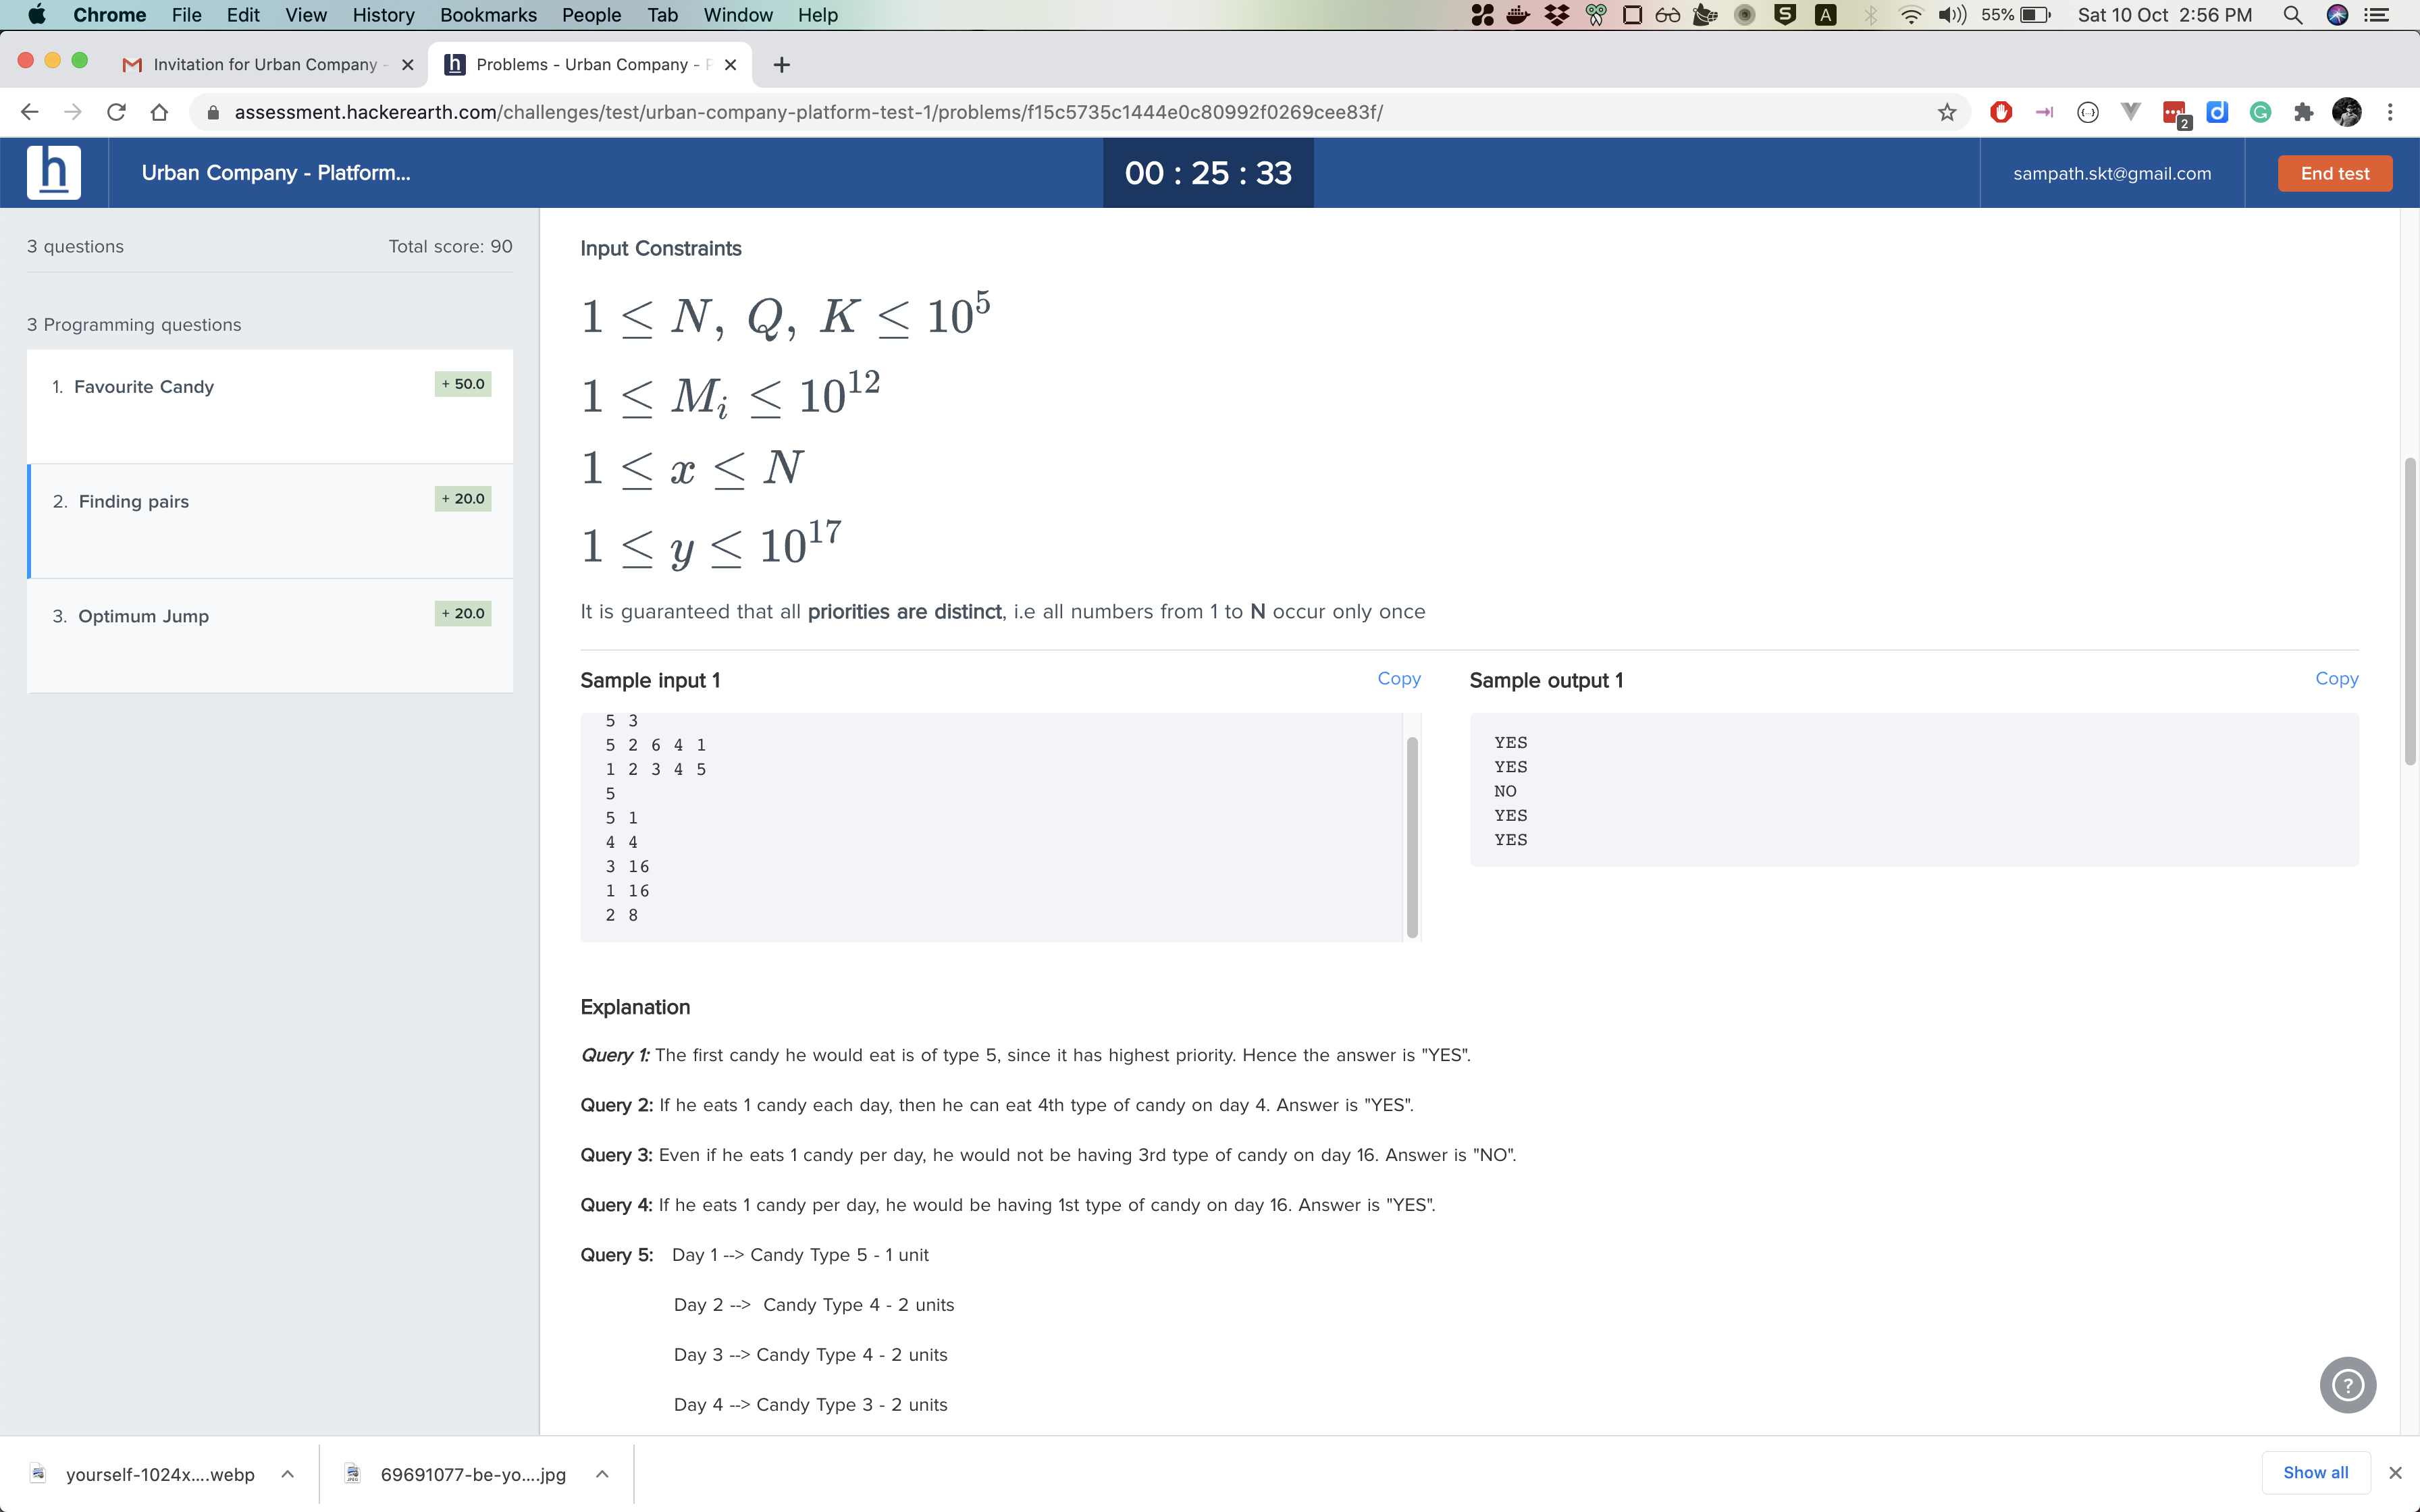 Chrome File Edit View History Bookmarks People Tab Window Help 55% Sat 10 Oct 2:56 PM
Invitation for Urban Company - Problems - Urban Company -
assessment.hackerearth.com/challenges/test/urban-company-platform-test-1/problems/f15c5735c1444e0c80992f0269cee83f/
2
h Urban Company - Platform... 00 : 25 : 33 sampath.skt@gmail.com End test
3 questions Total score: 90
3 Programming questions
1. Favourite Candy + 50.0
2. Finding pairs + 20.0
3. Optimum Jump + 20.0
Input Constraints
1 ≤ N, Q, K ≤ 10^5
1 ≤ M_i ≤ 10^12
1 ≤ x ≤ N
1 ≤ y ≤ 10^17
It is guaranteed that all priorities are distinct, i.e all numbers from 1 to N occur only once
Sample input 1 Copy
5 3
5 2 6 4 1
1 2 3 4 5
5
5 1
4 4
3 16
1 16
2 8
Sample output 1 Copy
YES
YES
NO
YES
YES
Explanation
Query 1: The first candy he would eat is of type 5, since it has highest priority. Hence the answer is "YES".
Query 2: If he eats 1 candy each day, then he can eat 4th type of candy on day 4. Answer is "YES".
Query 3: Even if he eats 1 candy per day, he would not be having 3rd type of candy on day 16. Answer is "NO".
Query 4: If he eats 1 candy per day, he would be having 1st type of candy on day 16. Answer is "YES".
Query 5: Day 1 --> Candy Type 5 - 1 unit
Day 2 --> Candy Type 4 - 2 units
Day 3 --> Candy Type 4 - 2 units
Day 4 --> Candy Type 3 - 2 units
?
yourself-1024x....webp 69691077-be-yo....jpg Show all